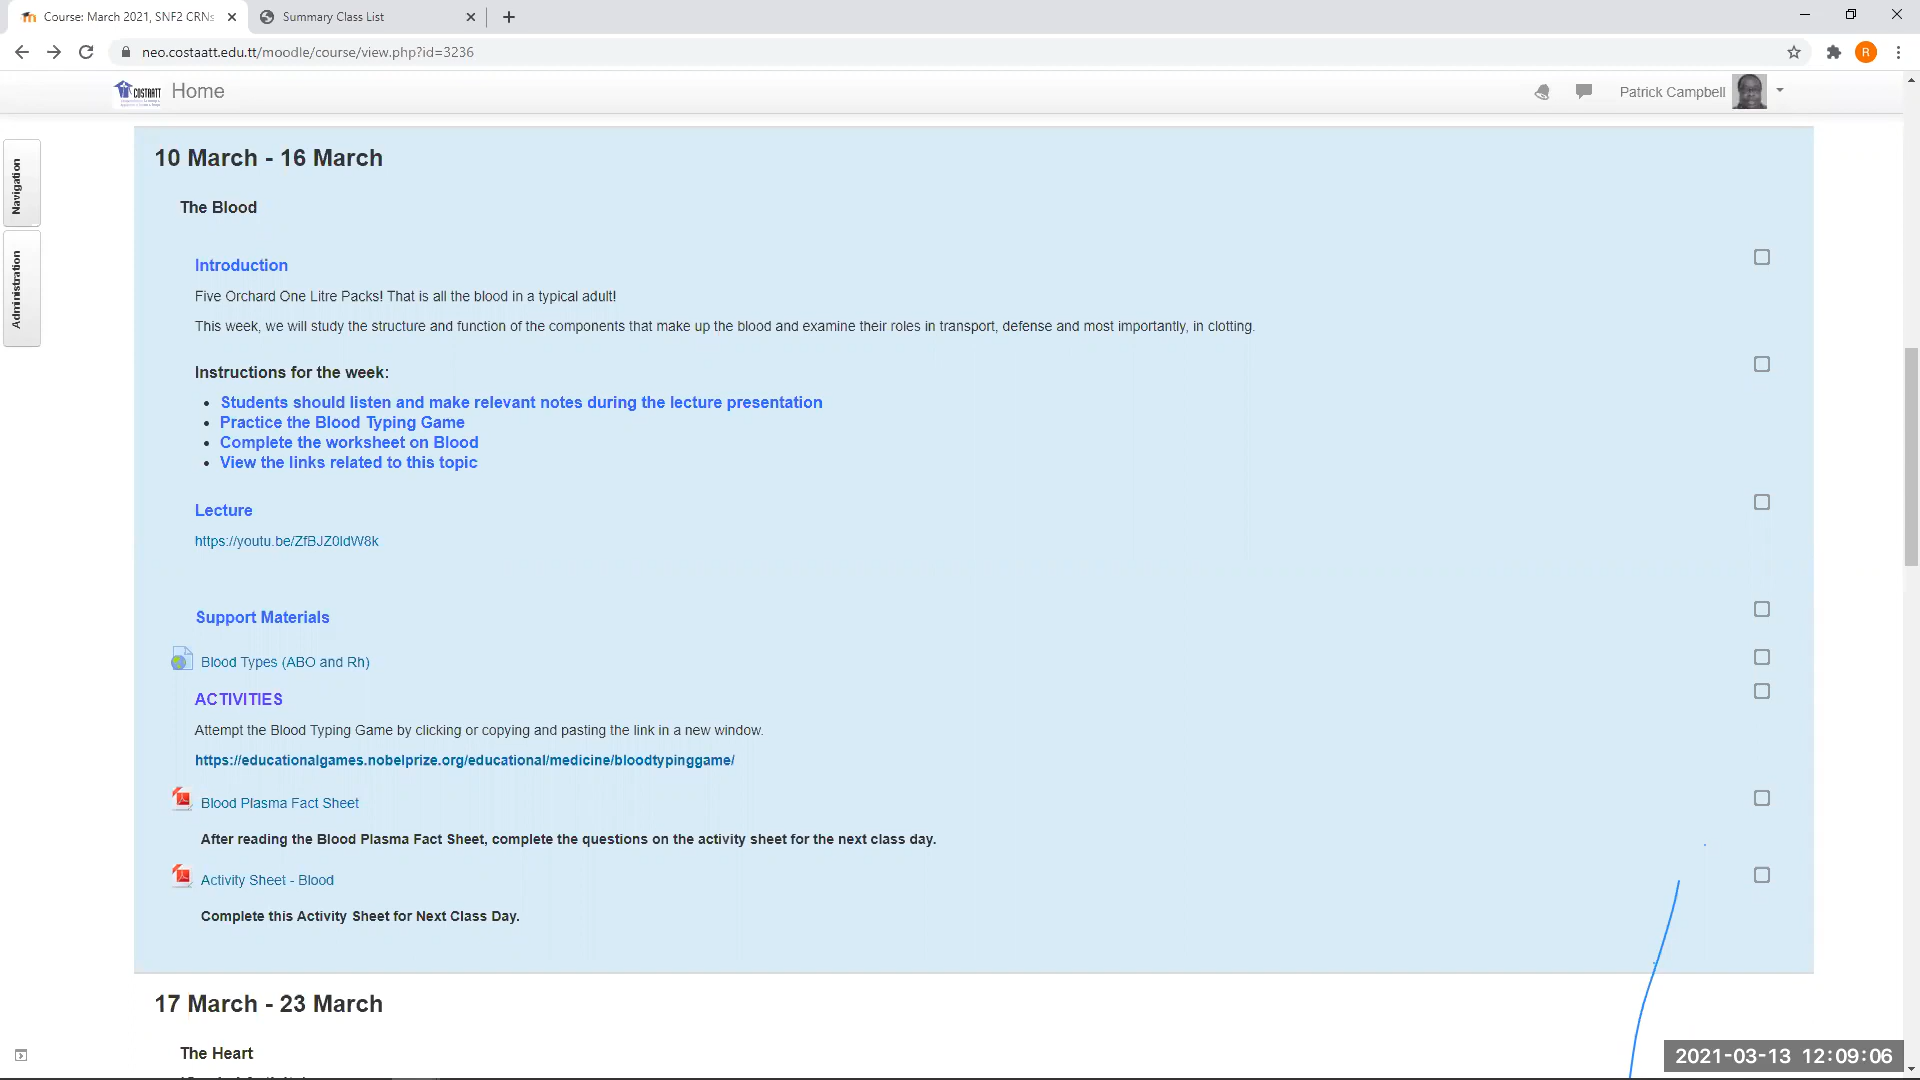 Course: March 2021, SNF2 CRNs
Summary Class List
neo.costaatt.edu.tt/moodle/course/view.php?id=3236
R
COSTAATT
Home
Patrick Campbell
Navigation
Administration
10 March - 16 March
The Blood
Introduction
Five Orchard One Litre Packs! That is all the blood in a typical adult!
This week, we will study the structure and function of the components that make up the blood and examine their roles in transport, defense and most importantly, in clotting.
Instructions for the week:
Students should listen and make relevant notes during the lecture presentation
Practice the Blood Typing Game
Complete the worksheet on Blood
View the links related to this topic
Lecture
https://youtu.be/ZfBJZ0ldW8k
Support Materials
Blood Types (ABO and Rh)
ACTIVITIES
Attempt the Blood Typing Game by clicking or copying and pasting the link in a new window.
https://educationalgames.nobelprize.org/educational/medicine/bloodtypinggame/
Blood Plasma Fact Sheet
After reading the Blood Plasma Fact Sheet, complete the questions on the activity sheet for the next class day.
Activity Sheet - Blood
Complete this Activity Sheet for Next Class Day.
17 March - 23 March
The Heart
2021-03-13 12:09:06